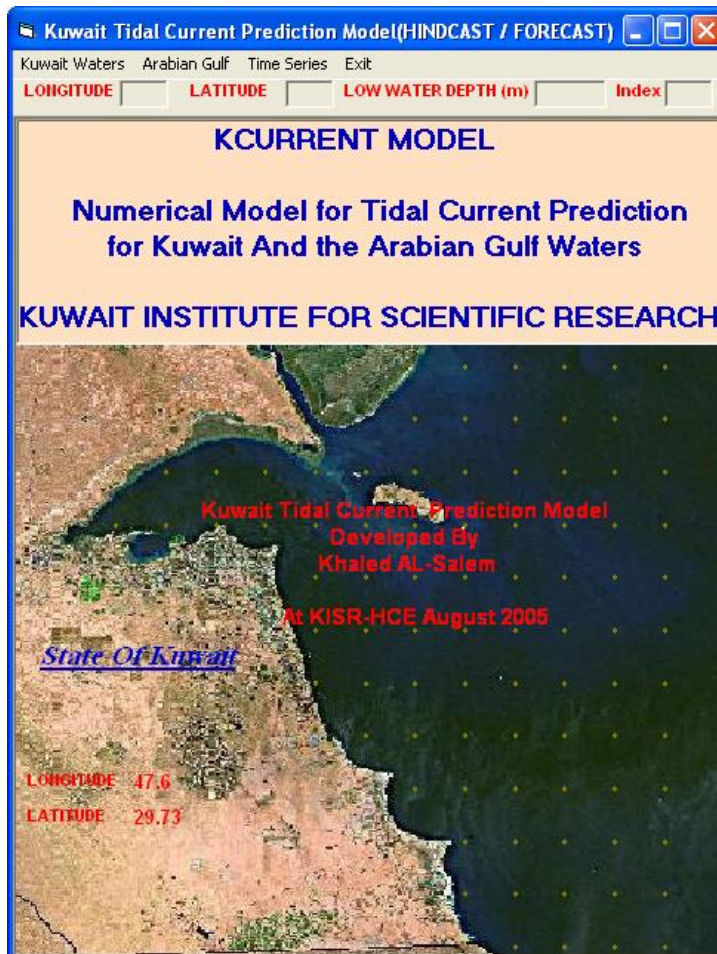 Kuwait Tidal Current Prediction Model(HINDCAST / FORECAST)
Kuwait Waters Arabian Gulf Time Series Exit
LONGITUDE LATITUDE LOW WATER DEPTH (m) Index
KCURRENT MODEL
Numerical Model for Tidal Current Prediction
for Kuwait And the Arabian Gulf Waters
KUWAIT INSTITUTE FOR SCIENTIFIC RESEARCH
Kuwait Tidal Current Prediction Model
Developed By
Khaled AL-Salem
At KISR-HCE August 2005
State Of Kuwait
LONGITUDE 47.6
LATITUDE 29.73